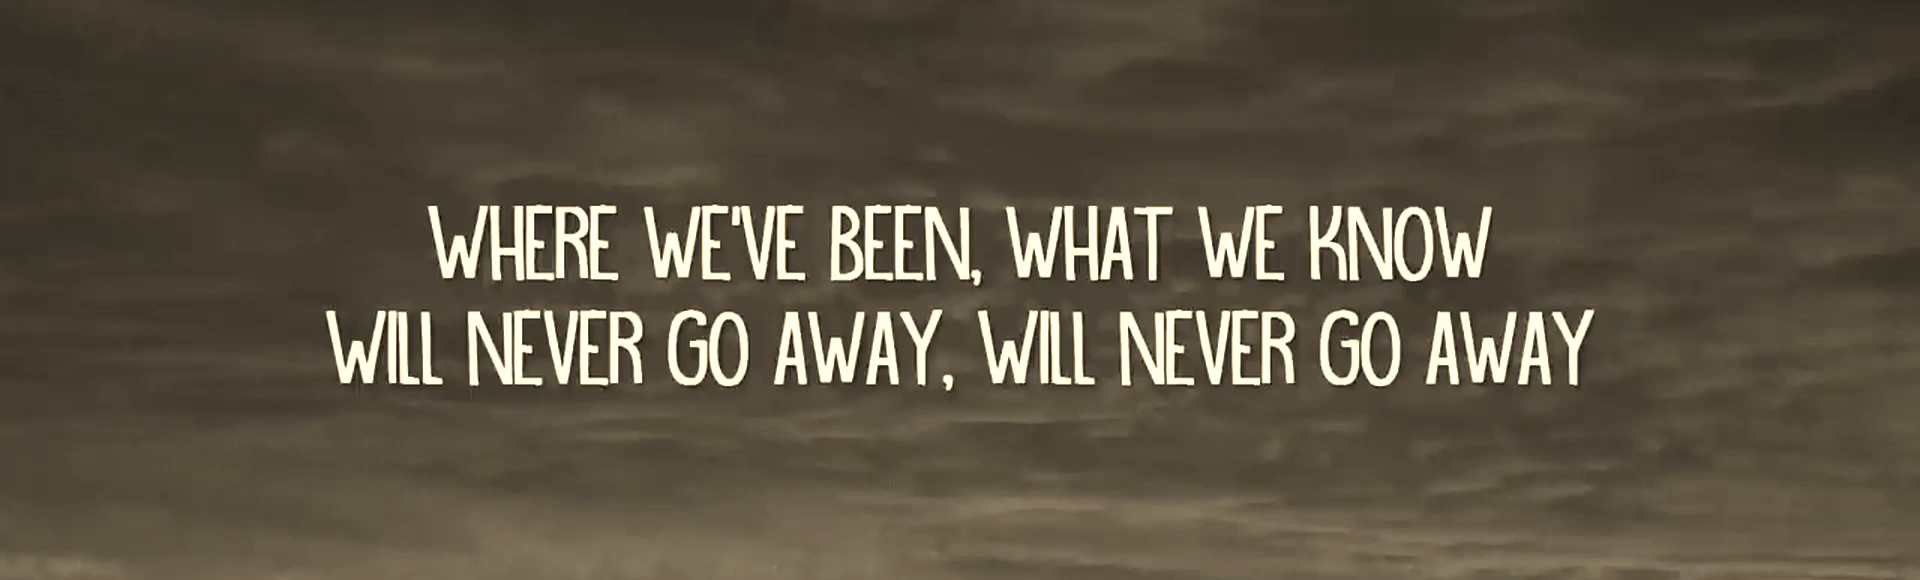 WHERE WE'VE BEEN, WHAT WE KNOW
WILL NEVER GO AWAY, WILL NEVER GO AWAY